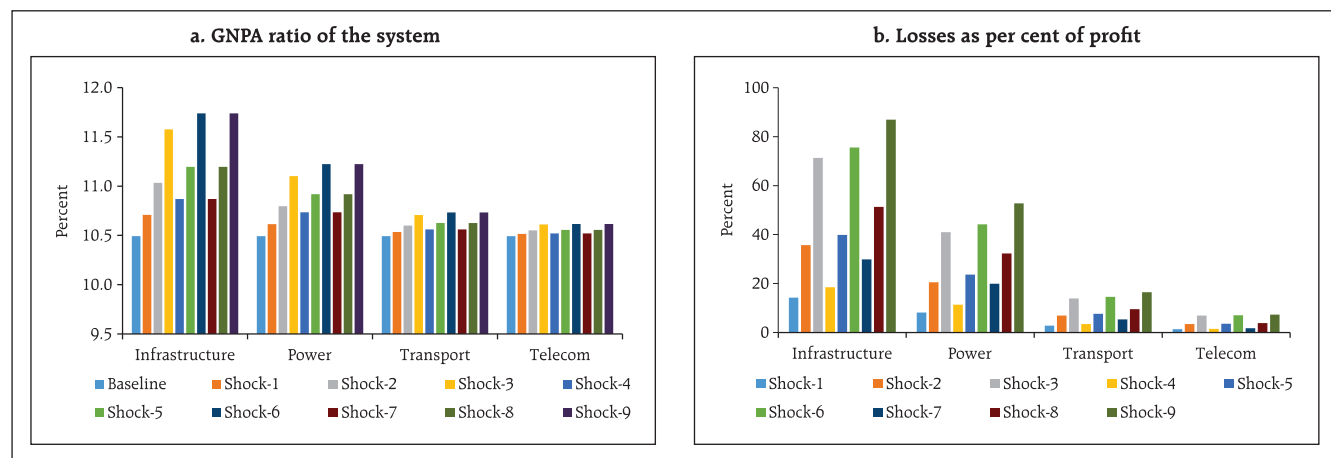 a. GNPA ratio of the system
Percent
12.0
11.5
11.0
10.5
10.0
9.5
Infrastructure Power Transport Telecom
Baseline Shock-1 Shock-2 Shock-3 Shock-4
Shock-5 Shock-6 Shock-7 Shock-8 Shock-9
b. Losses as per cent of profit
Percent
100
80
60
40
20
0
Infrastructure Power Transport Telecom
Shock-1 Shock-2 Shock-3 Shock-4 Shock-5
Shock-6 Shock-7 Shock-8 Shock-9